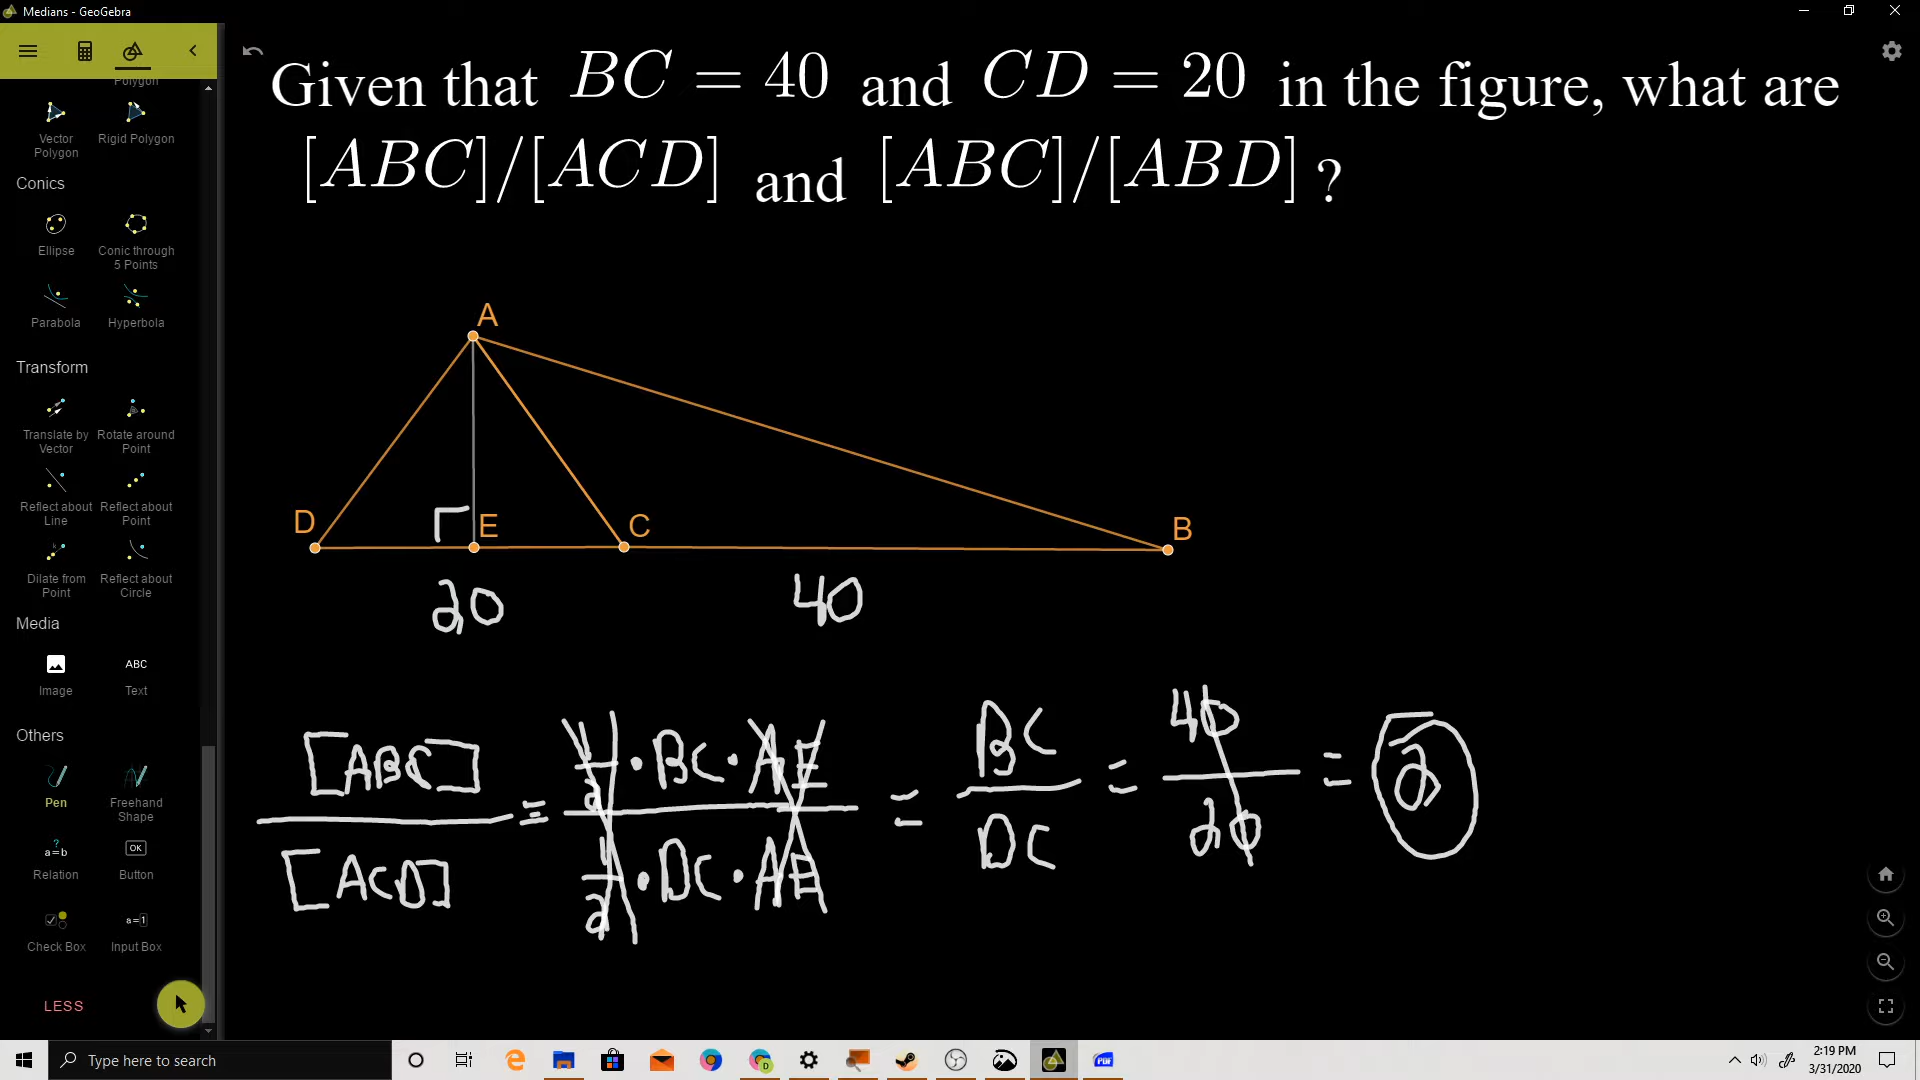 Medians - GeoGebra
Given that BC = 40 and CD = 20 in the figure, what are
[ABC]/[ACD] and [ABC]/[ABD] ?
Polygon
Vector Polygon
Rigid Polygon
Conics
Ellipse
Conic through 5 Points
Parabola
Hyperbola
Transform
Translate by Vector
Rotate around Point
Reflect about Line
Reflect about Point
Dilate from Point
Reflect about Circle
Media
Image
ABC
Text
Others
Pen
Freehand Shape
a=b
Relation
OK
Button
Check Box
a=1
Input Box
LESS
A
D
E
C
B
20
40
[ABC] / [ACD] = 1/2 · BC · AE / 1/2 · DC · AE = BC / DC = 40 / 20 = 2
Type here to search
D
PDF
2:19 PM
3/31/2020